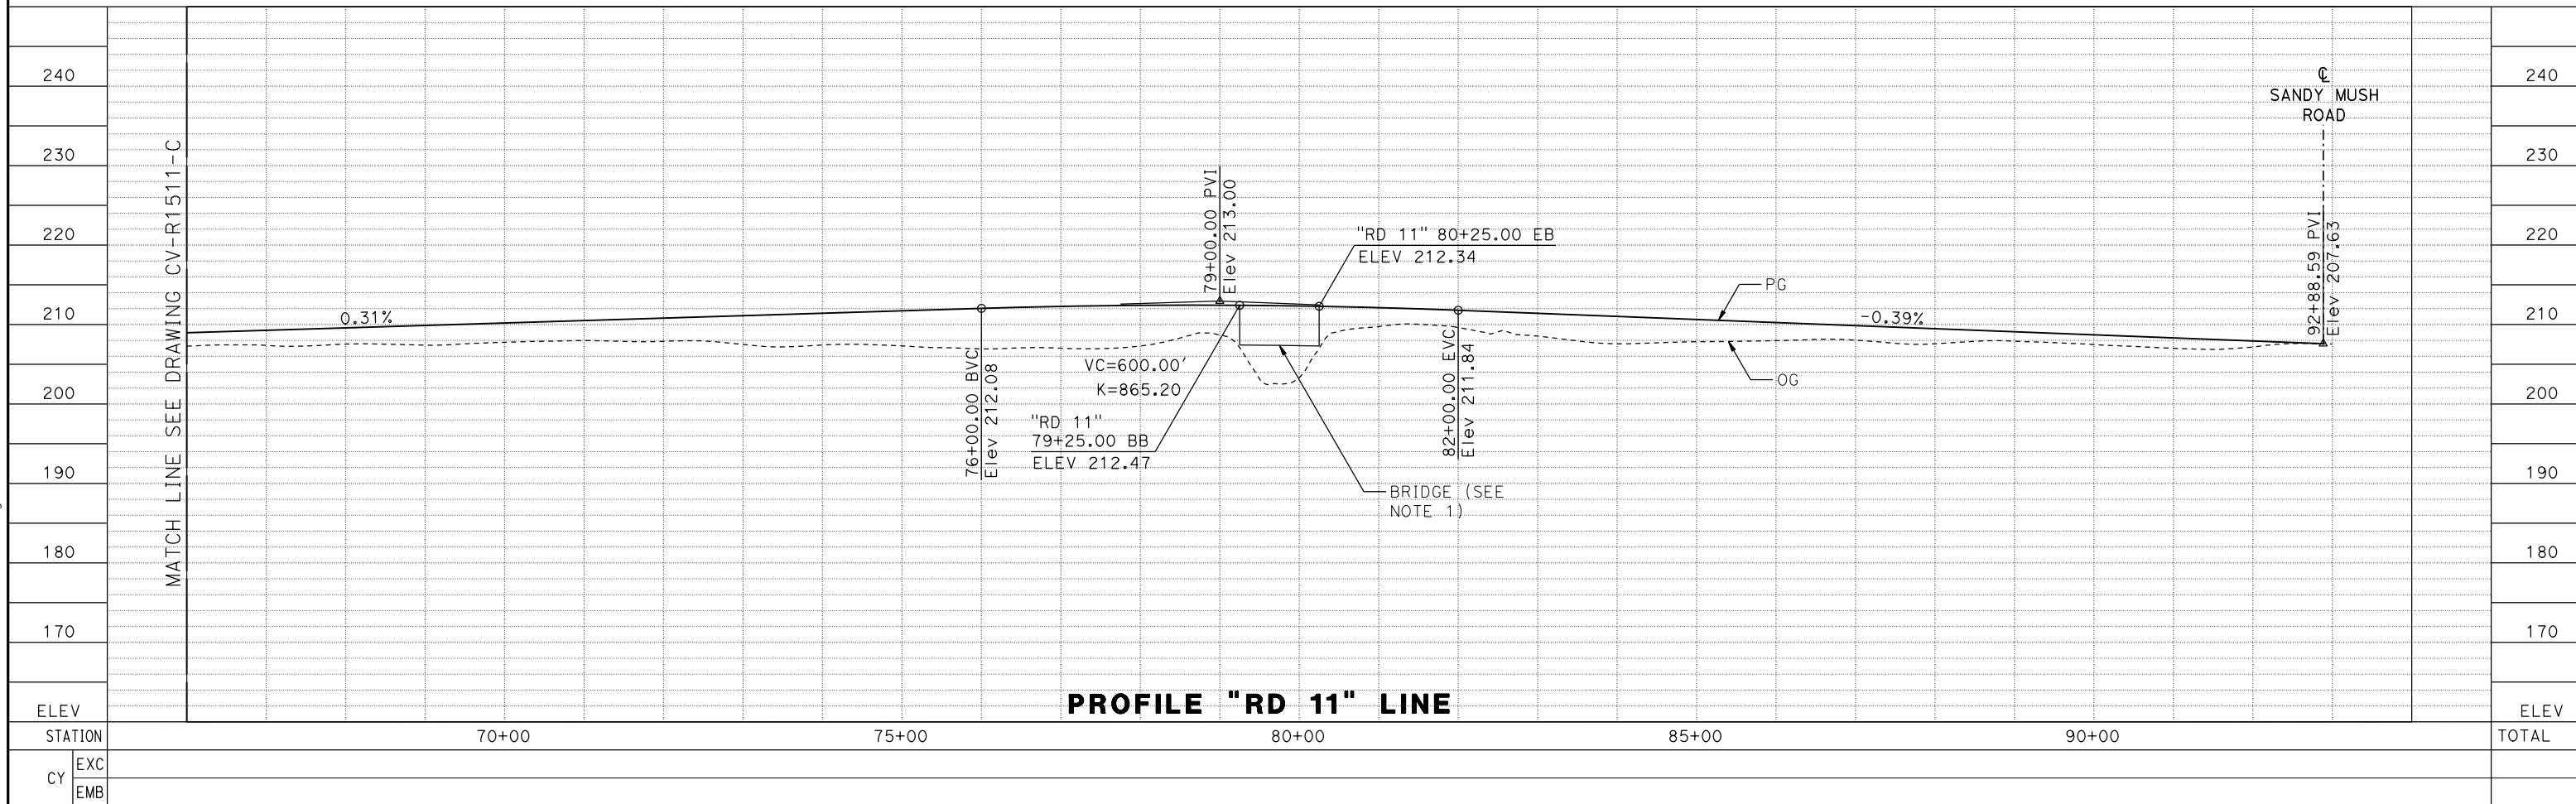 240
230
220
210
200
190
180
170
ELEV
MATCH LINE SEE DRAWING CV-R1511-C
0.31%
76+00.00 BVC
Elev 212.08
VC=600.00'
K=865.20
"RD 11"
79+25.00 BB
ELEV 212.47
79+00.00 PVI
Elev 213.00
"RD 11" 80+25.00 EB
ELEV 212.34
BRIDGE (SEE
NOTE 1)
82+00.00 EVC
Elev 211.84
PG
OG
-0.39%
℄
SANDY MUSH
ROAD
92+88.59 PVI
Elev 207.63
240
230
220
210
200
190
180
170
ELEV
PROFILE "RD 11" LINE
STATION
70+00
75+00
80+00
85+00
90+00
TOTAL
CY
EXC
EMB